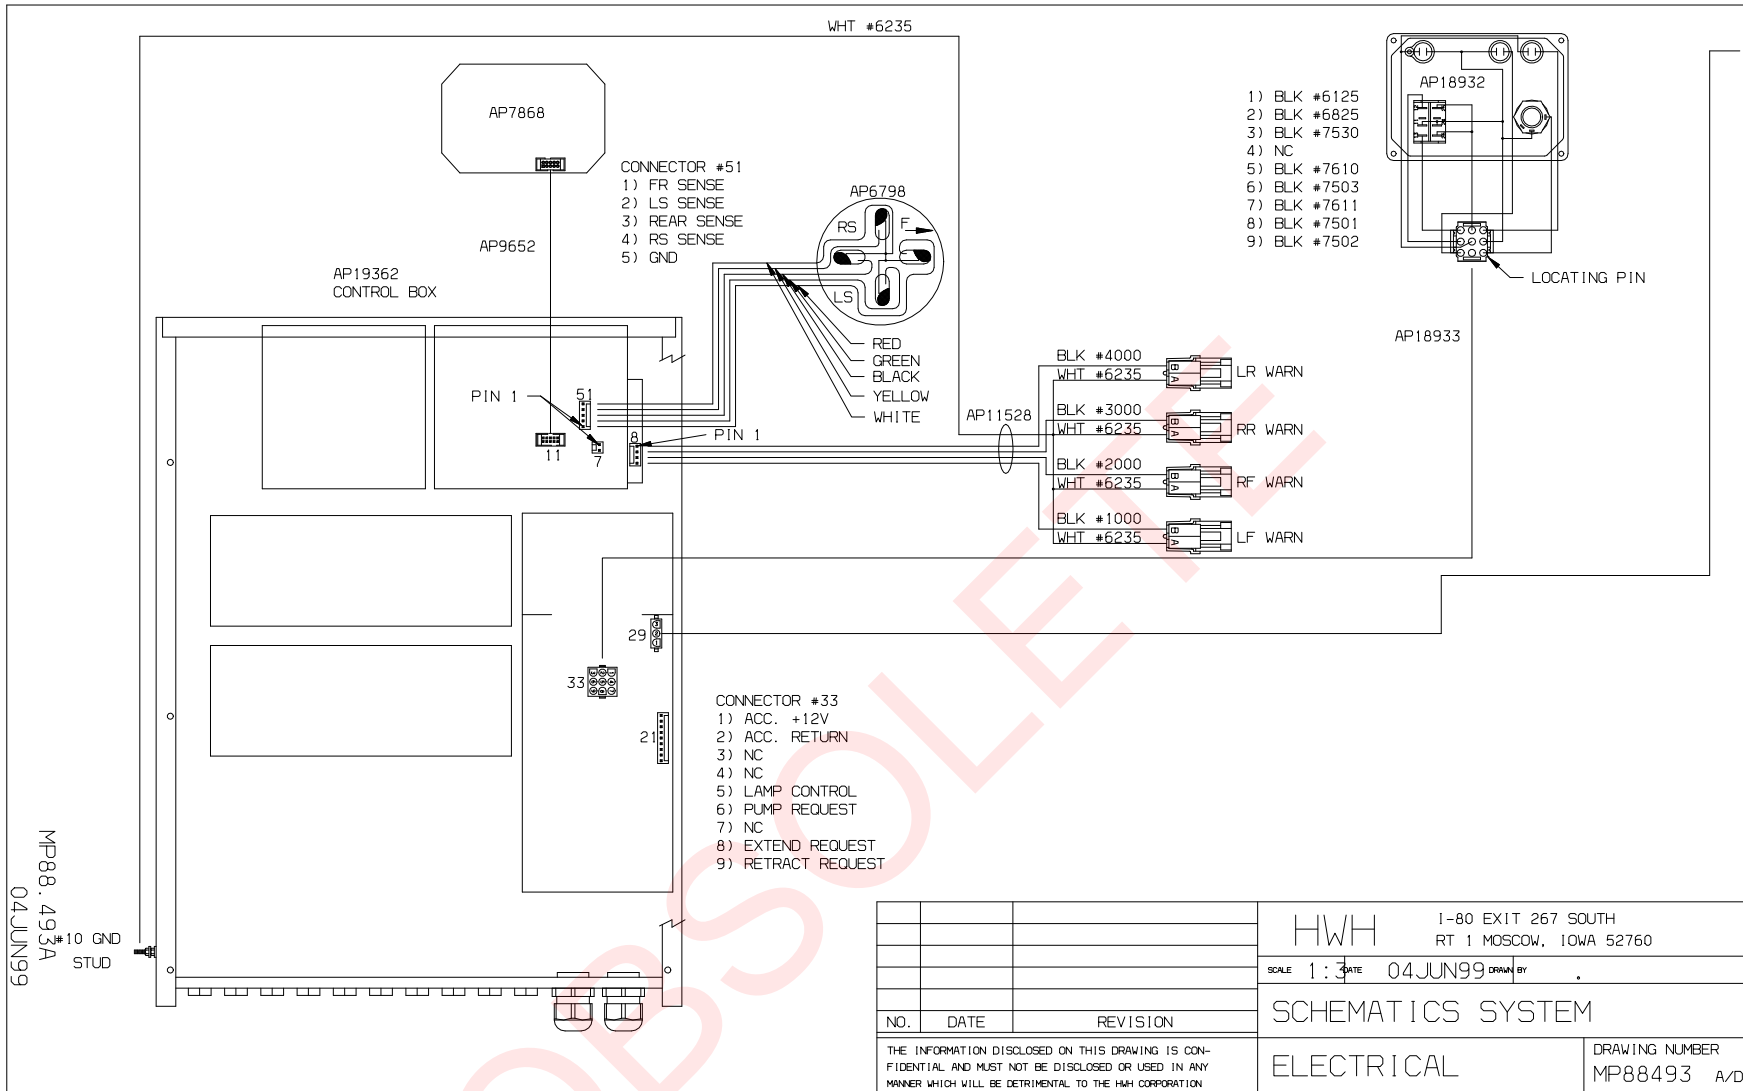 WHT #6235
AP7868
CONNECTOR #51
1) FR SENSE
2) LS SENSE
3) REAR SENSE
4) RS SENSE
5) GND
AP9652
AP19362
CONTROL BOX
AP6798
RS
F
LS
RED
GREEN
BLACK
YELLOW
WHITE
1) BLK #6125
2) BLK #6825
3) BLK #7530
4) NC
5) BLK #7610
6) BLK #7503
7) BLK #7611
8) BLK #7501
9) BLK #7502
AP18932
LOCATING PIN
AP18933
PIN 1
51
11
7
8
PIN 1
AP11528
BLK #4000
WHT #6235
B
A
LR WARN
BLK #3000
WHT #6235
B
A
RR WARN
BLK #2000
WHT #6235
B
A
RF WARN
BLK #1000
WHT #6235
B
A
LF WARN
29
33
21
CONNECTOR #33
1) ACC. +12V
2) ACC. RETURN
3) NC
4) NC
5) LAMP CONTROL
6) PUMP REQUEST
7) NC
8) EXTEND REQUEST
9) RETRACT REQUEST
MP88.493A
04JUN99
#10 GND
STUD
OBSOLETE
NO. DATE REVISION
THE INFORMATION DISCLOSED ON THIS DRAWING IS CON-
FIDENTIAL AND MUST NOT BE DISCLOSED OR USED IN ANY
MANNER WHICH WILL BE DETRIMENTAL TO THE HWH CORPORATION
HWH
I-80 EXIT 267 SOUTH
RT 1 MOSCOW, IOWA 52760
SCALE 1:3 DATE 04JUN99 DRAWN BY .
SCHEMATICS SYSTEM
ELECTRICAL
DRAWING NUMBER
MP88493 A/D